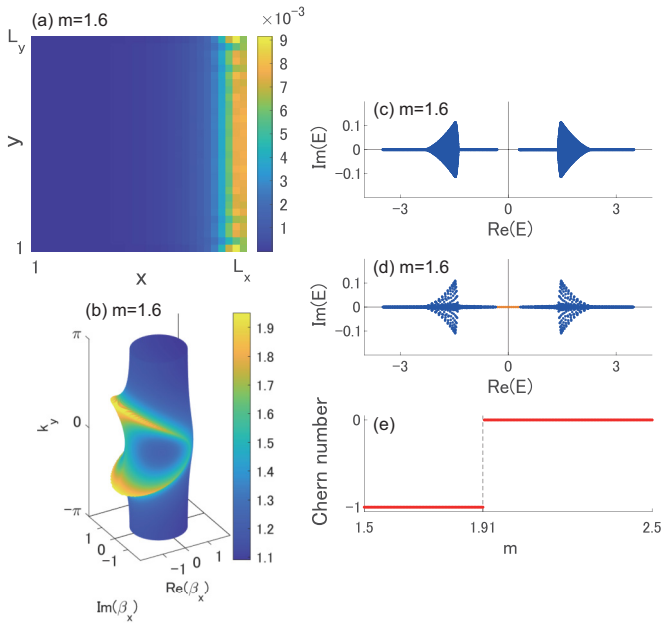 (a) m=1.6
×10⁻³
L_y
y
1
1
x
L_x
9
8
7
6
5
4
3
2
1
(b) m=1.6
π
k_y
0
−π
1
0
−1
Im(β_x)
−1
0
1
Re(β_x)
1.9
1.8
1.7
1.6
1.5
1.4
1.3
1.2
1.1
(c) m=1.6
Im(E)
0.1
0
−0.1
−3
0
3
Re(E)
(d) m=1.6
Im(E)
0.1
0
−0.1
−3
0
3
Re(E)
(e)
Chern number
0
−1
1.5
1.91
2.5
m